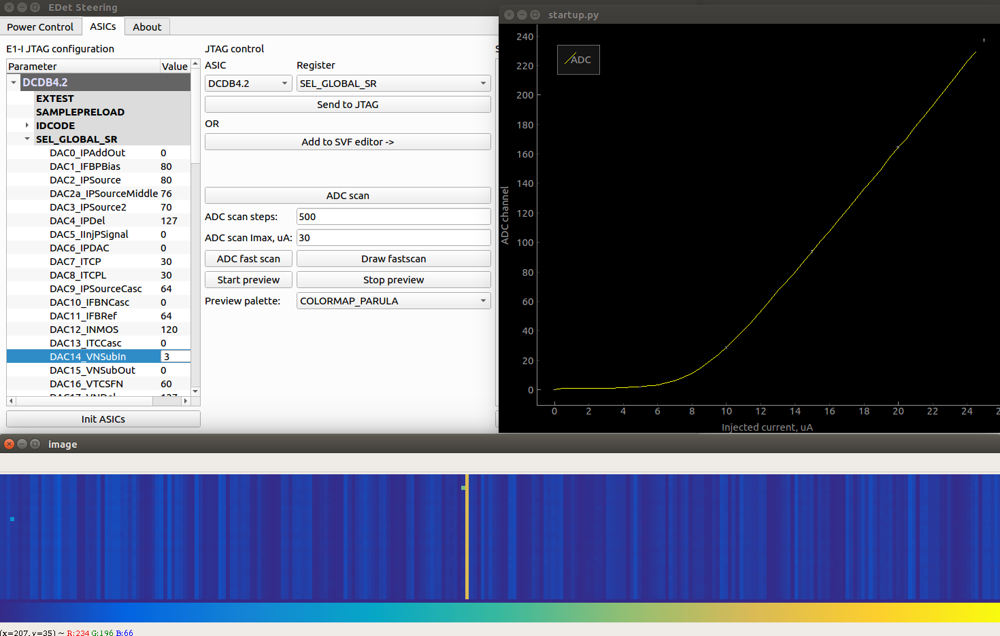 EDet Steering
Power Control ASICs About
E1-I JTAG configuration
Parameter Value
DCDB4.2
EXTEST
SAMPLEPRELOAD
IDCODE
SEL_GLOBAL_SR
DAC0_IPAddOut 0
DAC1_IFBPBias 80
DAC2_IPSource 80
DAC2a_IPSourceMiddle 76
DAC3_IPSource2 70
DAC4_IPDel 127
DAC5_IInjPSignal 0
DAC6_IPDAC 0
DAC7_ITCP 30
DAC8_ITCPL 30
DAC9_IPSourceCasc 64
DAC10_IFBNCasc 0
DAC11_IFBRef 64
DAC12_INMOS 120
DAC13_ITCCasc 0
DAC14_VNSubIn 3
DAC15_VNSubOut 0
DAC16_VTCSFN 60
DAC17_VNDel 127
Init ASICs
JTAG control
ASIC Register
DCDB4.2 SEL_GLOBAL_SR
Send to JTAG
OR
Add to SVF editor ->
ADC scan
ADC scan steps: 500
ADC scan Imax, uA: 30
ADC fast scan Draw fastscan
Start preview Stop preview
Preview palette: COLORMAP_PARULA
startup.py
ADC
ADC channel
240
220
200
180
160
140
120
100
80
60
40
20
0
0 2 4 6 8 10 12 14 16 18 20 22 24
Injected current, uA
image
(x=207, y=35) ~ R:234 G:196 B:66